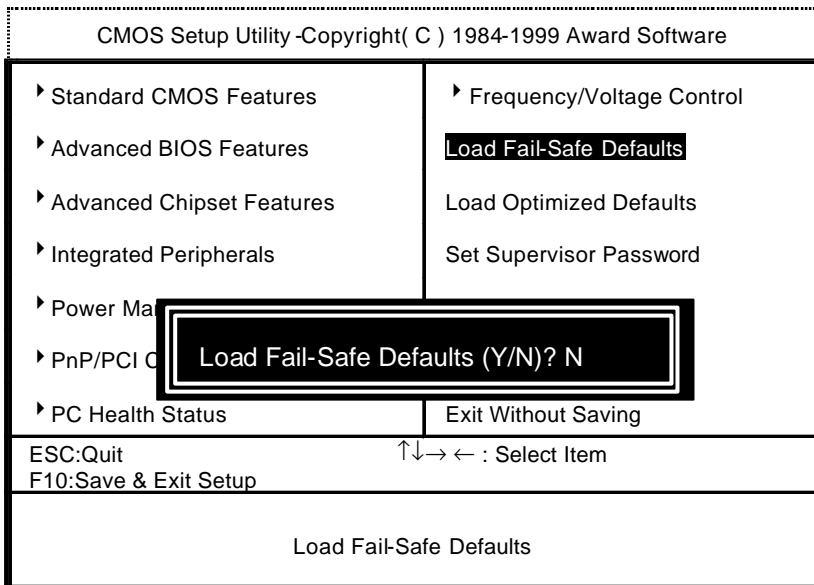 CMOS Setup Utility -Copyright( C ) 1984-1999 Award Software
Standard CMOS Features
Frequency/Voltage Control
Advanced BIOS Features
Load Fail-Safe Defaults
Advanced Chipset Features
Load Optimized Defaults
Integrated Peripherals
Set Supervisor Password
Power
PnP/PCI
Load Fail-Safe Defaults (Y/N)? N
PC Health Status
Exit Without Saving
ESC:Quit
↑↓→ ← : Select Item
F10:Save & Exit Setup
Load Fail-Safe Defaults